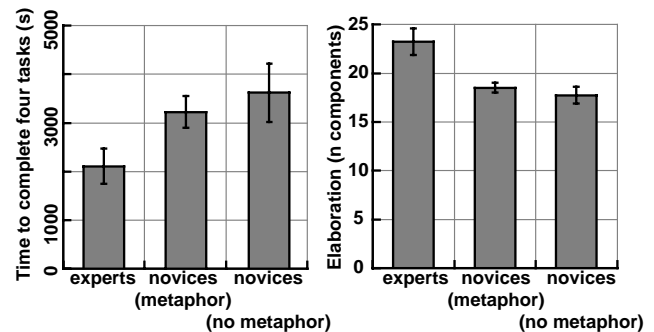 Time to complete four tasks (s)
5000
3000
1000
0
experts novices novices
(metaphor)
(no metaphor)
Elaboration (n components)
25
20
15
10
5
0
experts novices novices
(metaphor)
(no metaphor)